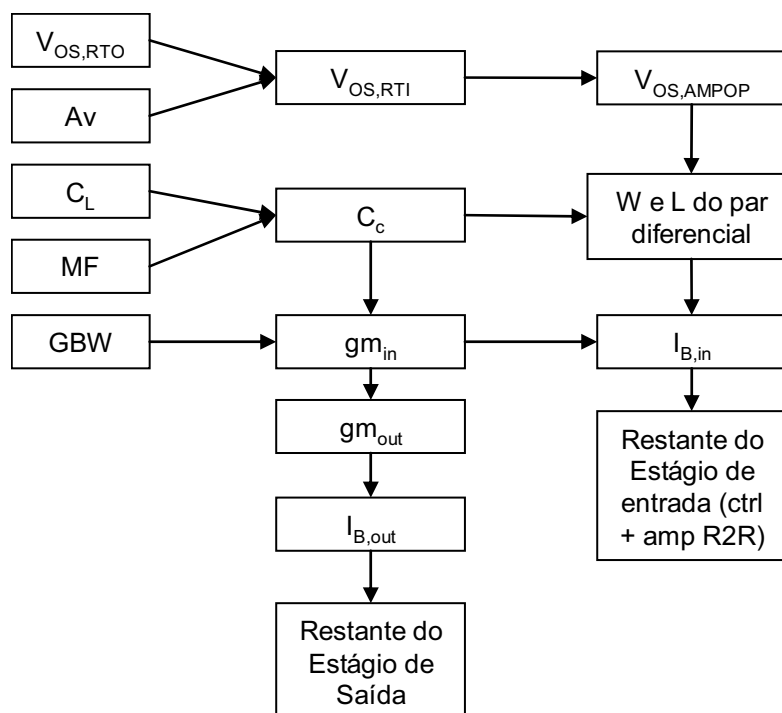 V_OS,RTO
Av
V_OS,RTI
V_OS,AMPOP
C_L
MF
C_c
W e L do par
diferencial
GBW
gm_in
I_B,in
gm_out
Restante do
Estágio de
entrada (ctrl
+ amp R2R)
I_B,out
Restante do
Estágio de
Saída